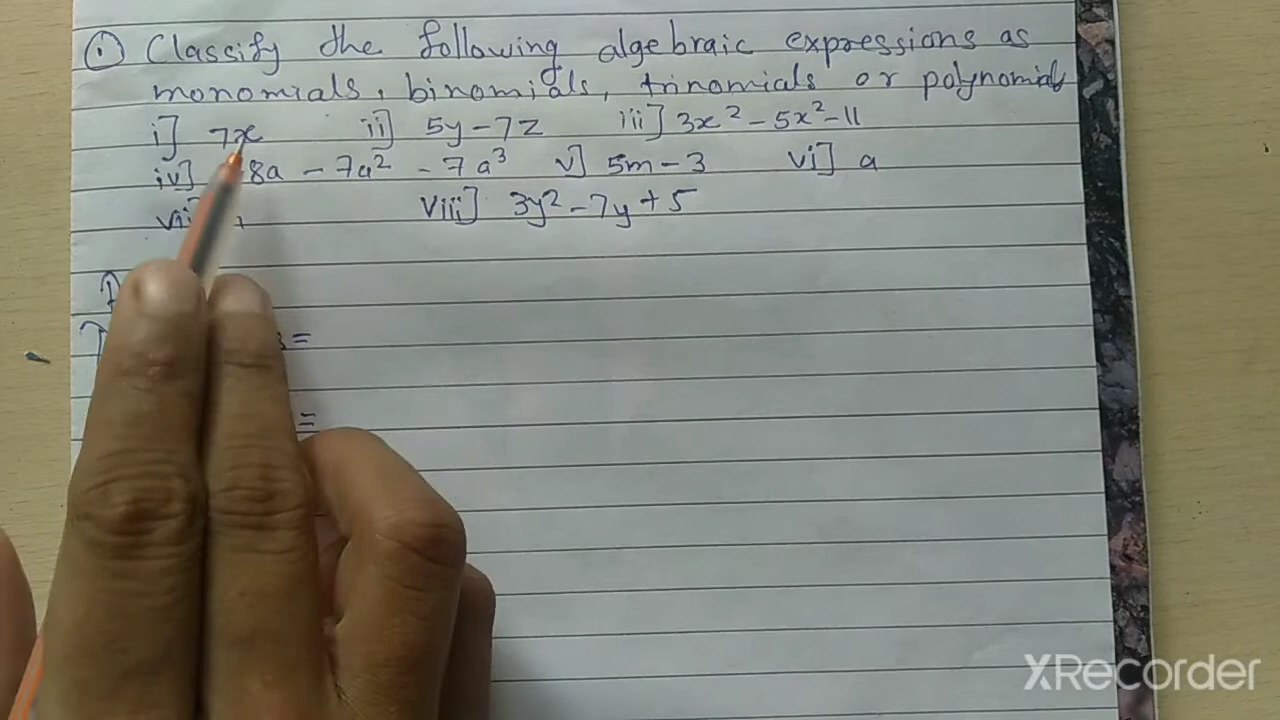 ① Classify the following algebraic expressions as
monomials, binomials, trinomials or polynomials
i] 7x ii] 5y - 7z iii] 3x² - 5x² - 11
iv] 8a - 7a² - 7a³ v] 5m - 3 vi] a
viii] 3y² - 7y + 5
=
=
XRecorder